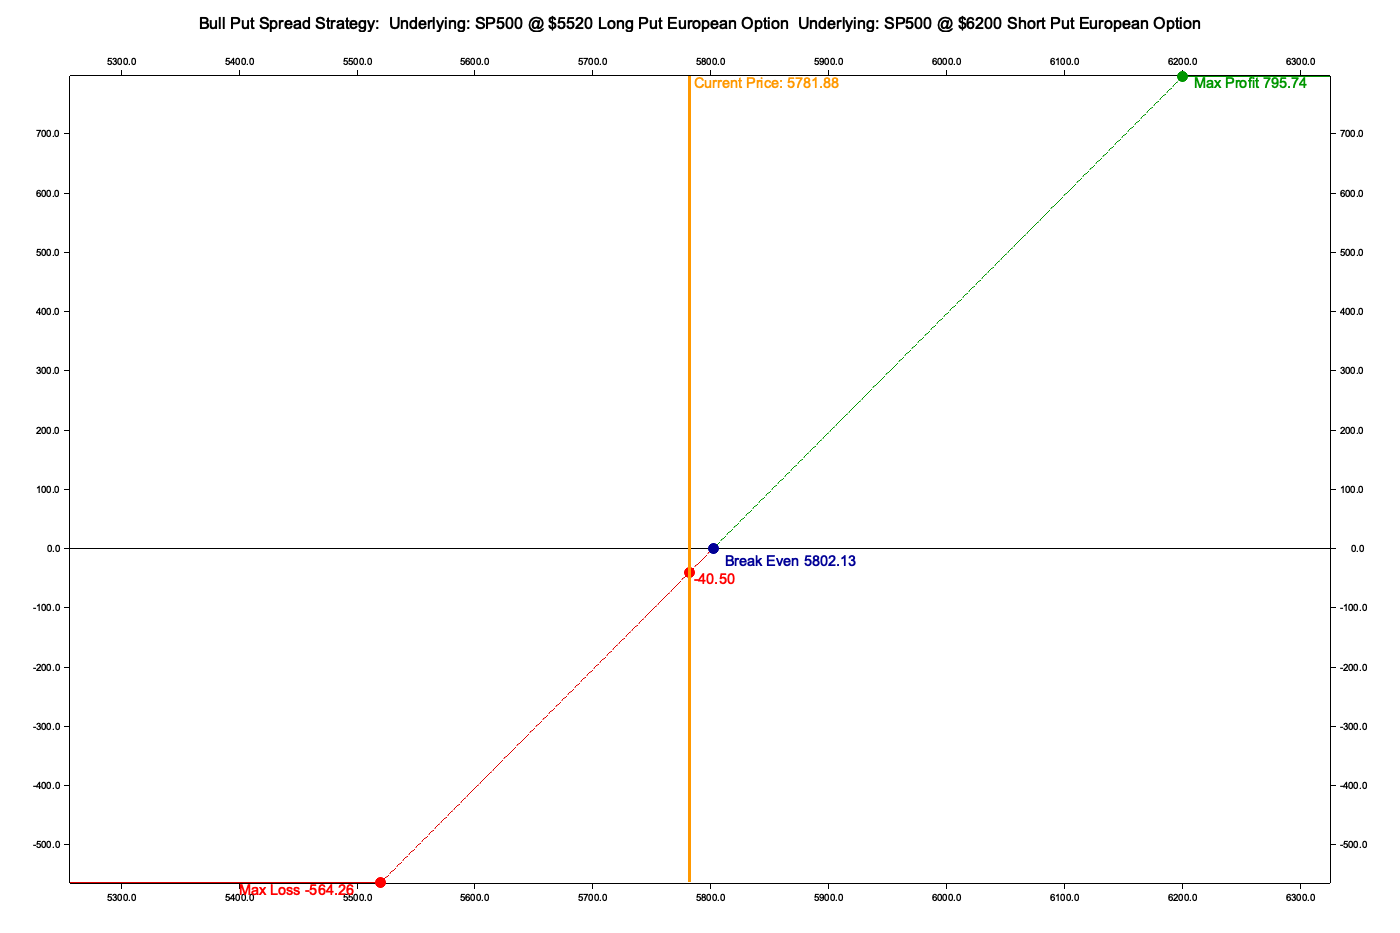 Bull Put Spread Strategy:  Underlying: SP500 @ $5520 Long Put European Option  Underlying: SP500 @ $6200 Short Put European Option
5300.0 5400.0 5500.0 5600.0 5700.0 5800.0 5900.0 6000.0 6100.0 6200.0 6300.0
Current Price: 5781.88
Max Profit 795.74
700.0 700.0
600.0 600.0
500.0 500.0
400.0 400.0
300.0 300.0
200.0 200.0
100.0 100.0
0.0 0.0
Break Even 5802.13
-40.50
-100.0 -100.0
-200.0 -200.0
-300.0 -300.0
-400.0 -400.0
-500.0 -500.0
Max Loss -564.26
5300.0 5400.0 5500.0 5600.0 5700.0 5800.0 5900.0 6000.0 6100.0 6200.0 6300.0